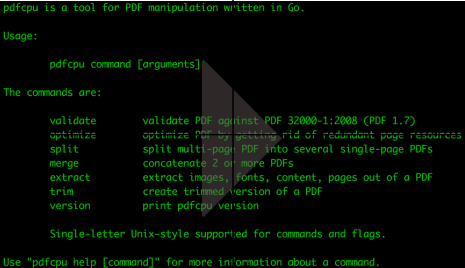 pdfcpu is a tool for PDF manipulation written in Go.
Usage:
pdfcpu command [arguments]
The commands are:
validate validate PDF against PDF 32000-1:2008 (PDF 1.7)
optimize optimize PDF by getting rid of redundant page resources
split split multi-page PDF into several single-page PDFs
merge concatenate 2 or more PDFs
extract extract images, fonts, content, pages out of a PDF
trim create trimmed version of a PDF
version print pdfcpu version
Single-letter Unix-style supported for commands and flags.
Use "pdfcpu help [command]" for more information about a command.